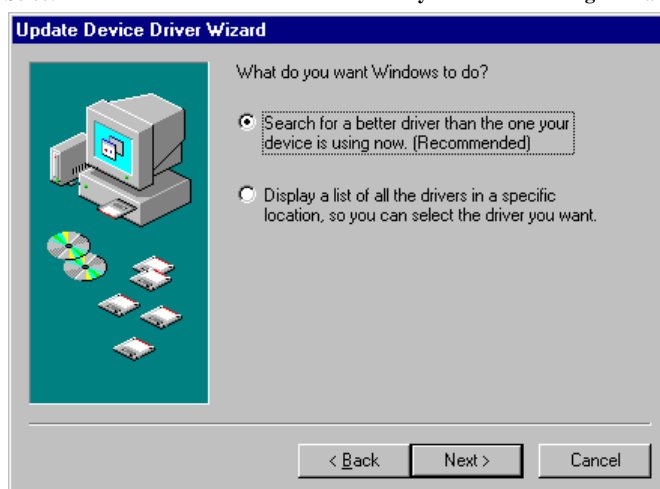 Update Device Driver Wizard
What do you want Windows to do?
Search for a better driver than the one your
device is using now. (Recommended)
Display a list of all the drivers in a specific
location, so you can select the driver you want.
< Back
Next >
Cancel